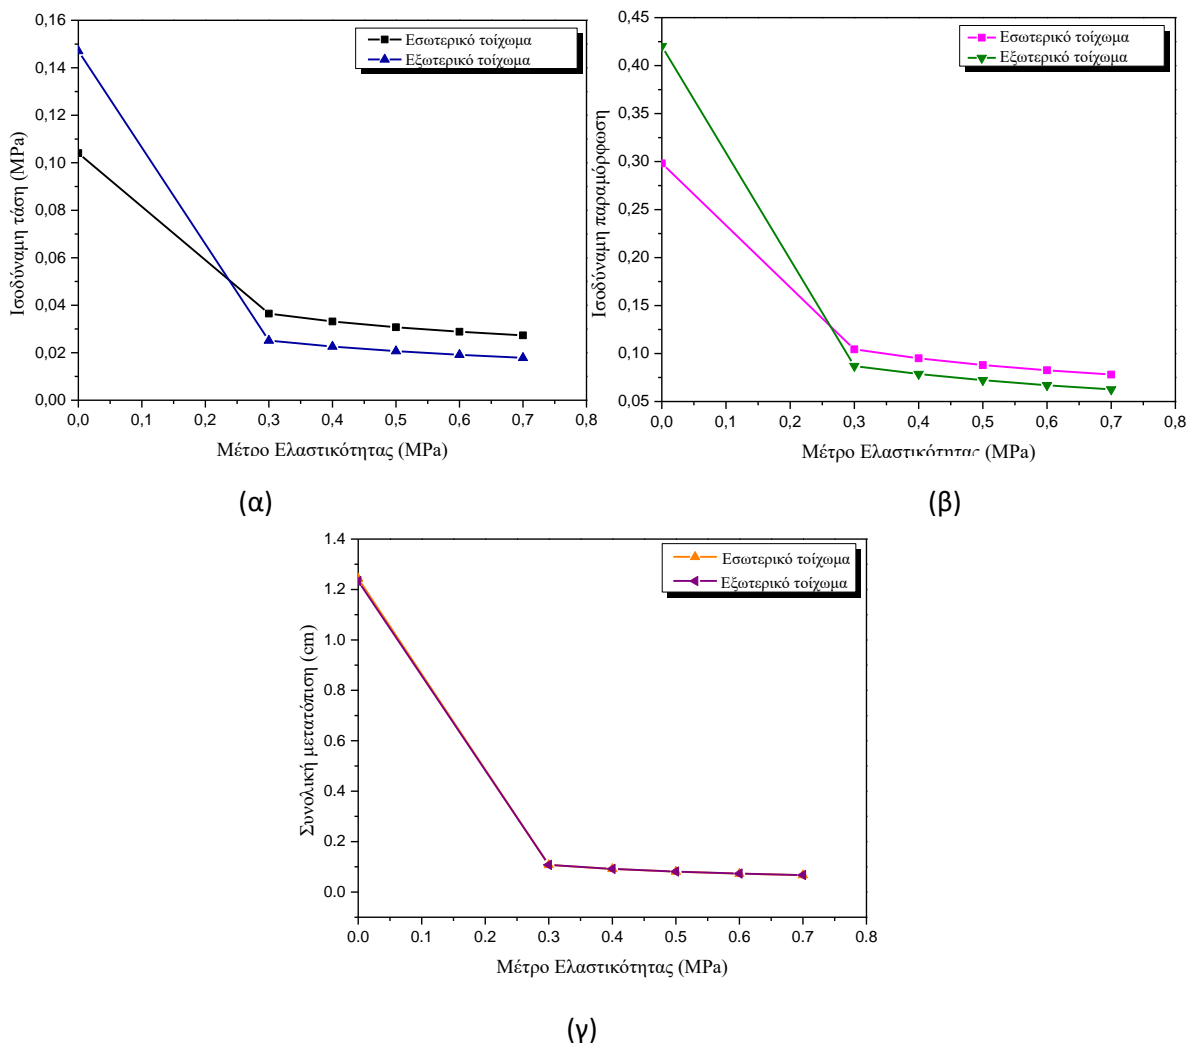 0,16
0,14
0,12
0,10
0,08
0,06
0,04
0,02
0,00
Ισοδύναμη τάση (MPa)
Εσωτερικό τοίχωμα
Εξωτερικό τοίχωμα
0,0 0,1 0,2 0,3 0,4 0,5 0,6 0,7 0,8
Μέτρο Ελαστικότητας (MPa)
(α)
0,45
0,40
0,35
0,30
0,25
0,20
0,15
0,10
0,05
Ισοδύναμη παραμόρφωση
Εσωτερικό τοίχωμα
Εξωτερικό τοίχωμα
0,0 0,1 0,2 0,3 0,4 0,5 0,6 0,7 0,8
Μέτρο Ελαστικότητας (MPa)
(β)
1.4
1.2
1.0
0.8
0.6
0.4
0.2
0.0
Συνολική μετατόπιση (cm)
Εσωτερικό τοίχωμα
Εξωτερικό τοίχωμα
0.0 0.1 0.2 0.3 0.4 0.5 0.6 0.7 0.8
Μέτρο Ελαστικότητας (MPa)
(γ)